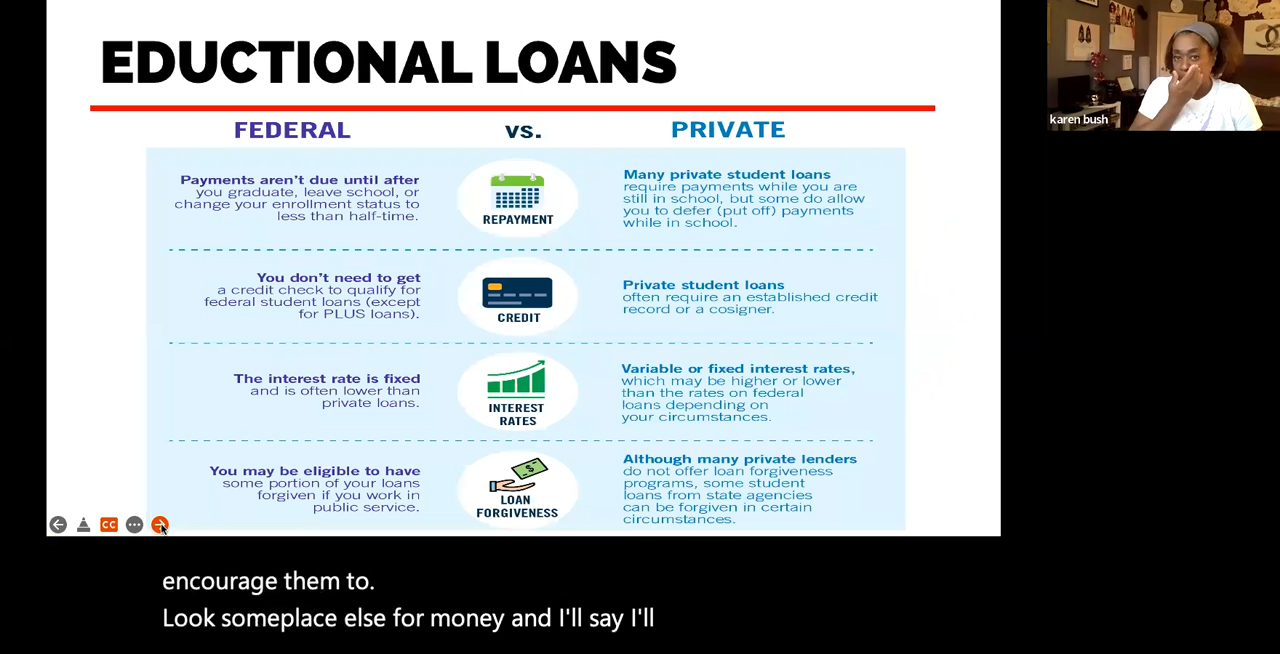 EDUCTIONAL LOANS
FEDERAL
vs.
PRIVATE
Payments aren't due until after
you graduate, leave school, or
change your enrollment status to
less than half-time.
REPAYMENT
Many private student loans
require payments while you are
still in school, but some do allow
you to defer (put off) payments
while in school.
You don't need to get
a credit check to qualify for
federal student loans (except
for PLUS loans).
CREDIT
Private student loans
often require an established credit
record or a cosigner.
The interest rate is fixed
and is often lower than
private loans.
INTEREST
RATES
Variable or fixed interest rates,
which may be higher or lower
than the rates on federal
loans depending on
your circumstances.
You may be eligible to have
some portion of your loans
forgiven if you work in
public service.
LOAN
FORGIVENESS
Although many private lenders
do not offer loan forgiveness
programs, some student
loans from state agencies
can be forgiven in certain
circumstances.
CC
karen bush
encourage them to.
Look someplace else for money and I'll say I'll